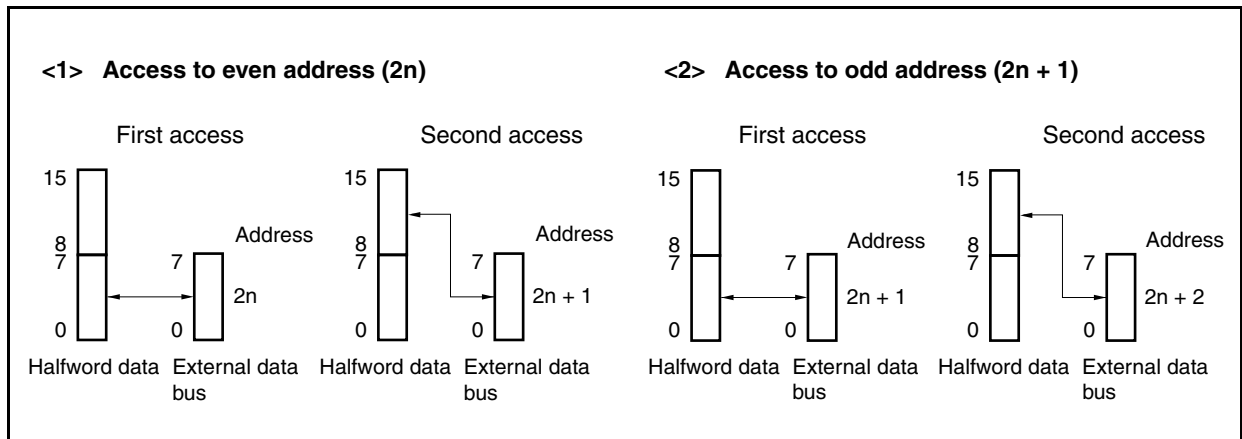 <1> Access to even address (2n)
First access
15
8
7
0
Halfword data
7
0
External data
bus
Address
2n
Second access
15
8
7
0
Halfword data
7
0
External data
bus
Address
2n + 1
<2> Access to odd address (2n + 1)
First access
15
8
7
0
Halfword data
7
0
External data
bus
Address
2n + 1
Second access
15
8
7
0
Halfword data
7
0
External data
bus
Address
2n + 2